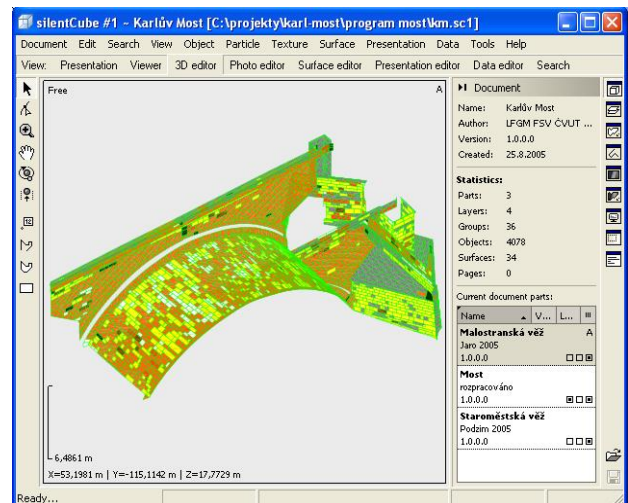 silentCube #1 - Karlův Most [C:\projekty\karl-most\program most\km.sc1]
Document Edit Search View Object Particle Texture Surface Presentation Data Tools Help
View: Presentation Viewer 3D editor Photo editor Surface editor Presentation editor Data editor Search
Free A
Document
Name: Karlův Most
Author: LFGM FSV ČVUT ...
Version: 1.0.0.0
Created: 25.8.2005
Statistics:
Parts: 3
Layers: 4
Groups: 36
Objects: 4078
Surfaces: 34
Pages: 0
Current document parts:
Name V... L...
Malostranská věž A
Jaro 2005
1.0.0.0
Most
rozpracováno
1.0.0.0
Staroměstská věž
Podzim 2005
1.0.0.0
6,4861 m
X=53,1981 m | Y=-115,1142 m | Z=17,7729 m
Ready...